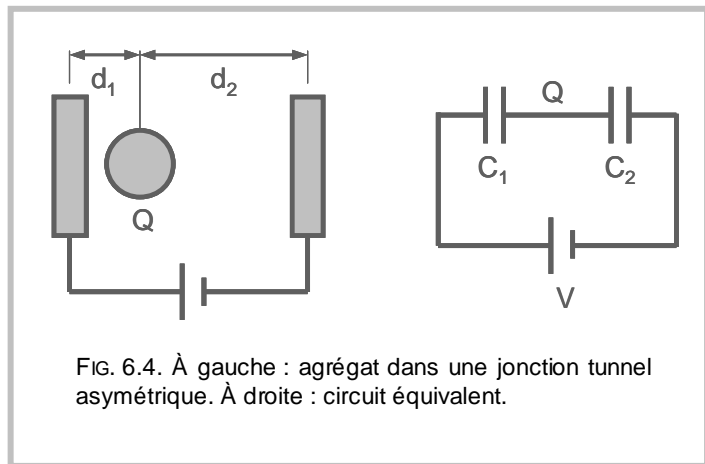 d1 d2
Q
Q
C1 C2
V
FIG. 6.4. À gauche : agrégat dans une jonction tunnel
asymétrique. À droite : circuit équivalent.